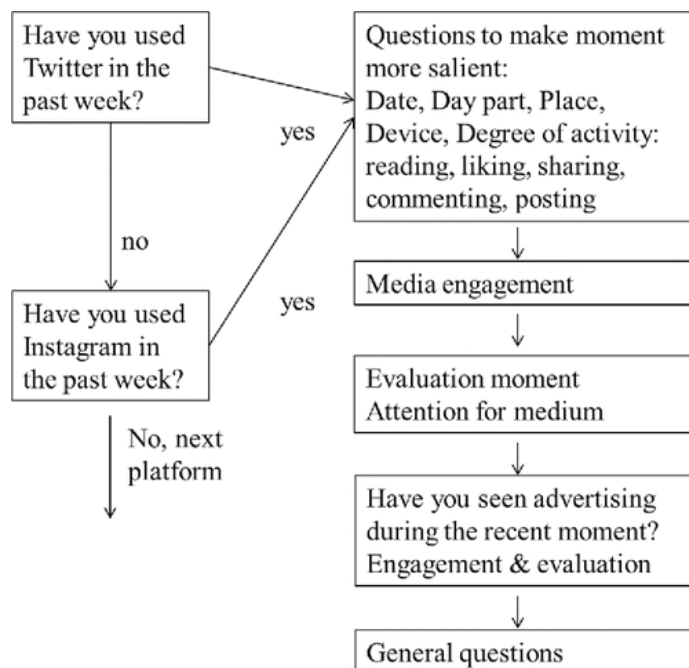 Have you used
Twitter in the
past week?
no
Have you used
Instagram in
the past week?
No, next
platform
yes
yes
Questions to make moment
more salient:
Date, Day part, Place,
Device, Degree of activity:
reading, liking, sharing,
commenting, posting
Media engagement
Evaluation moment
Attention for medium
Have you seen advertising
during the recent moment?
Engagement & evaluation
General questions